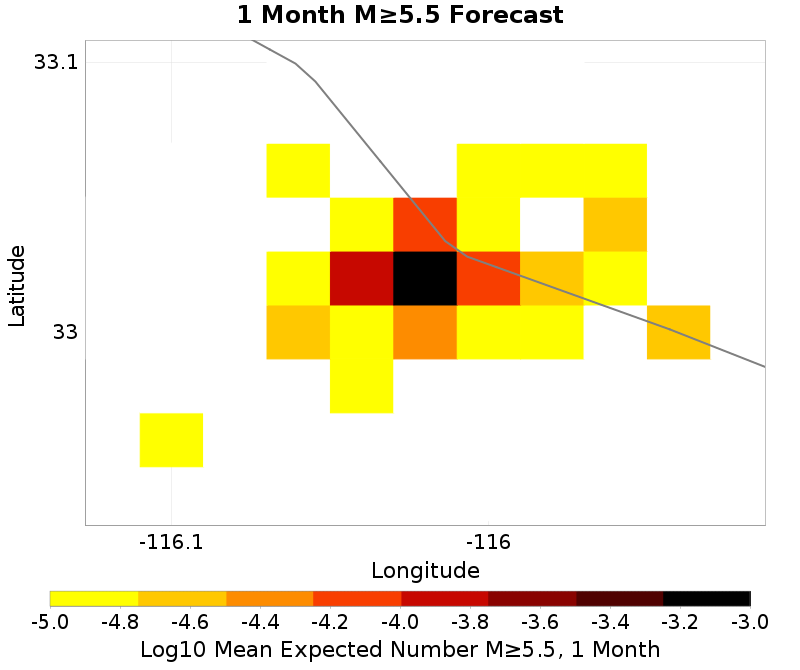 1 Month M≥5.5 Forecast
33.1
33
Latitude
-116.1
-116
Longitude
-5.0 -4.8 -4.6 -4.4 -4.2 -4.0 -3.8 -3.6 -3.4 -3.2 -3.0
Log10 Mean Expected Number M≥5.5, 1 Month